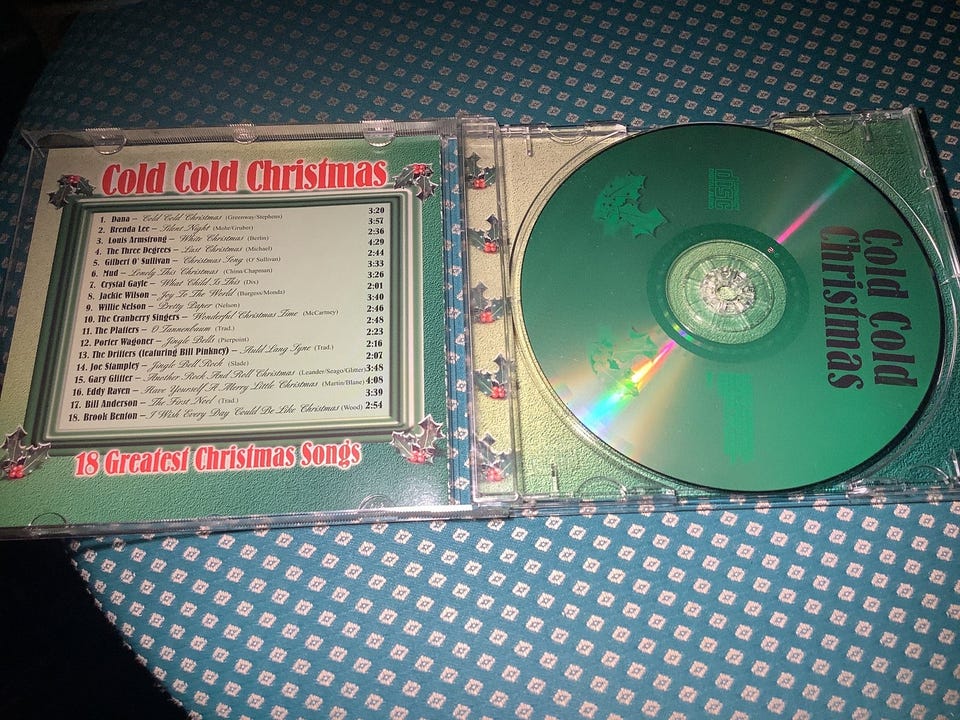 Cold Cold Christmas
1. Dana – Cold Cold Christmas (Greenway/Stephens) 3:20
2. Brenda Lee – Silent Night (Mohr/Gruber) 3:57
3. Louis Armstrong – White Christmas (Berlin) 2:36
4. The Three Degrees – Last Christmas (Michael) 4:29
5. Gilbert O' Sullivan – Christmas Song (O' Sullivan) 2:44
6. Mud – Lonely This Christmas (Chinn/Chapman) 3:33
7. Crystal Gayle – What Child Is This (Dix) 3:26
8. Jackie Wilson – Joy To The World (Burgess/Monda) 2:01
9. Willie Nelson – Pretty Paper (Nelson) 3:40
10. The Cranberry Singers – Wonderful Christmas Time (McCartney) 2:46
11. The Platters – O Tannenbaum (Trad.) 2:48
12. Porter Wagoner – Jingle Bells (Pierpoint) 2:23
13. The Drifters (featuring Bill Pinkney) – Auld Lang Syne (Trad.) 2:16
14. Joe Stampley – Jingle Bell Rock (Slade) 2:07
15. Gary Glitter – Another Rock And Roll Christmas (Leander/Seago/Glitter) 3:48
16. Eddy Raven – Have Yourself A Merry Little Christmas (Martin/Blane) 4:08
17. Bill Anderson – The First Noel (Trad.) 3:39
18. Brook Benton – I Wish Every Day Could Be Like Christmas (Wood) 2:54
18 Greatest Christmas Songs
Cold Cold
Christmas